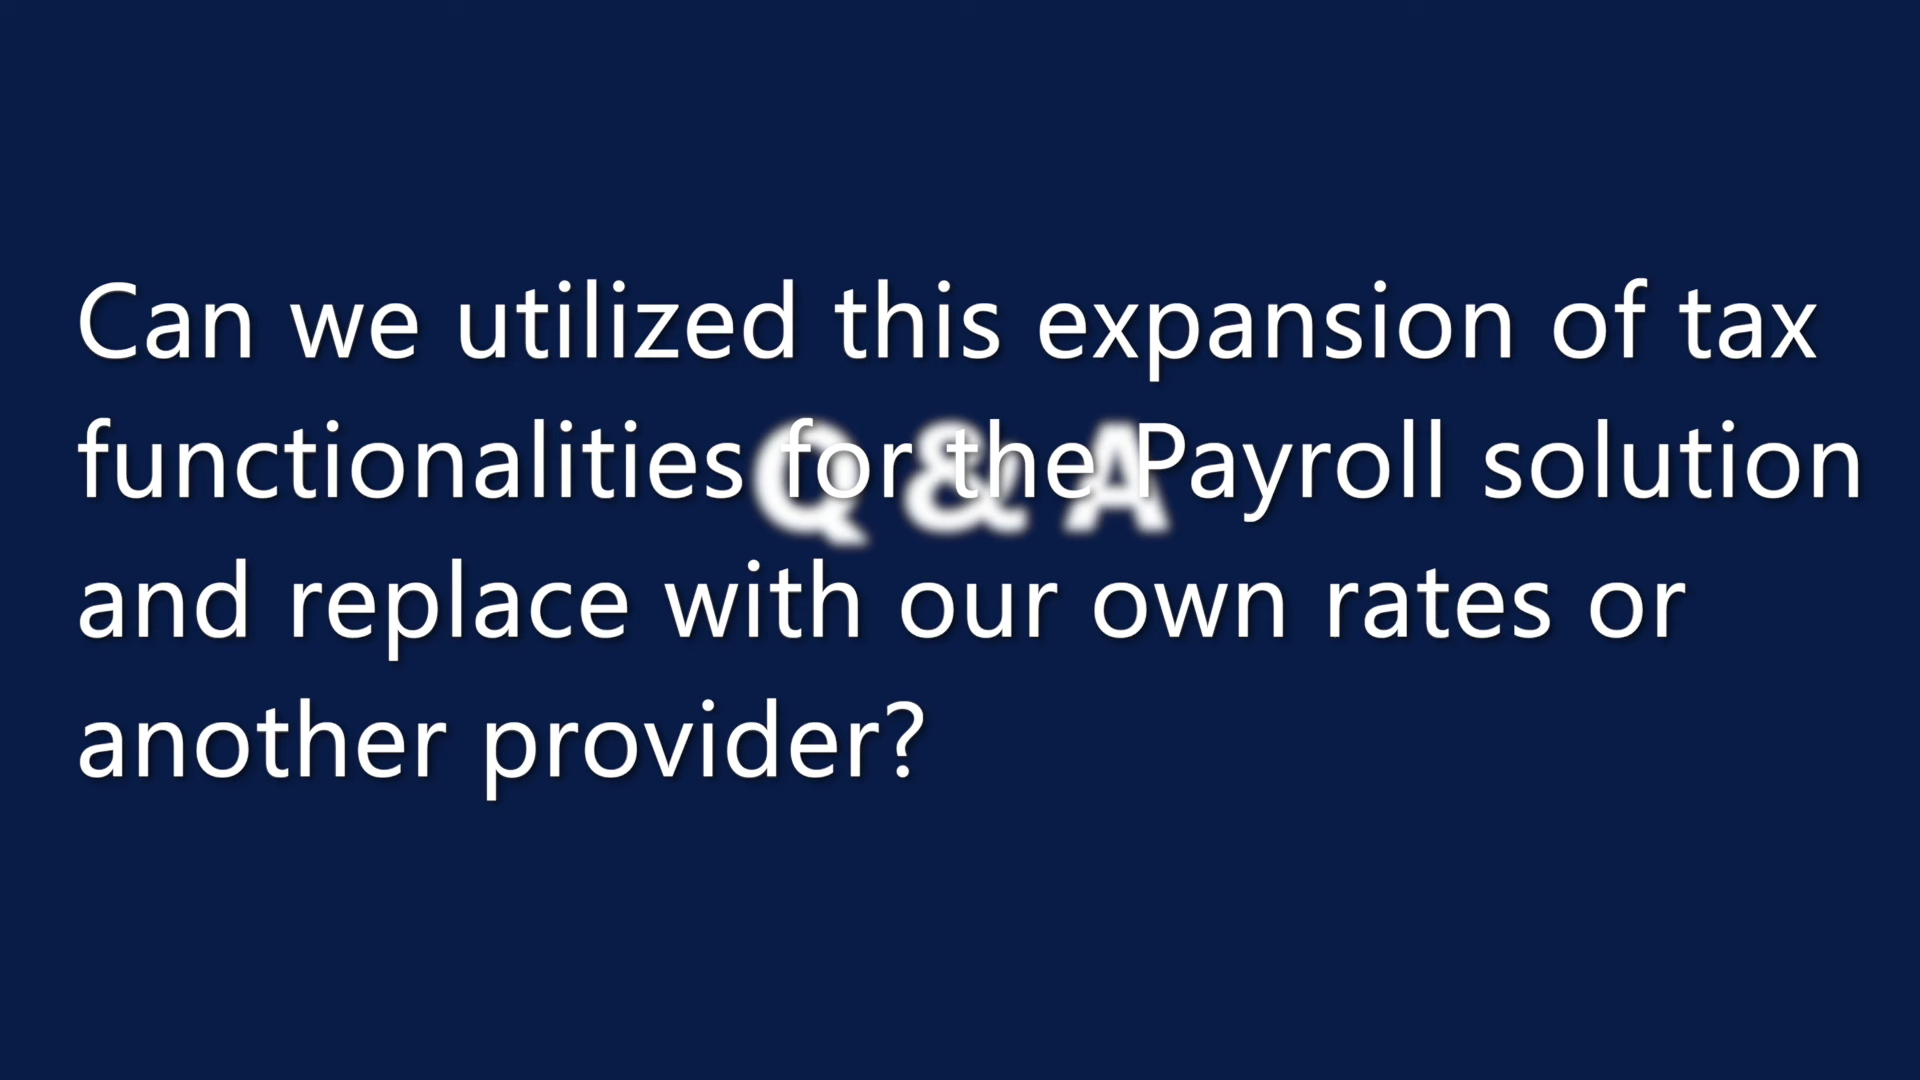 Can we utilized this expansion of tax
functionalities for the Payroll solution
Q & A
and replace with our own rates or
another provider?